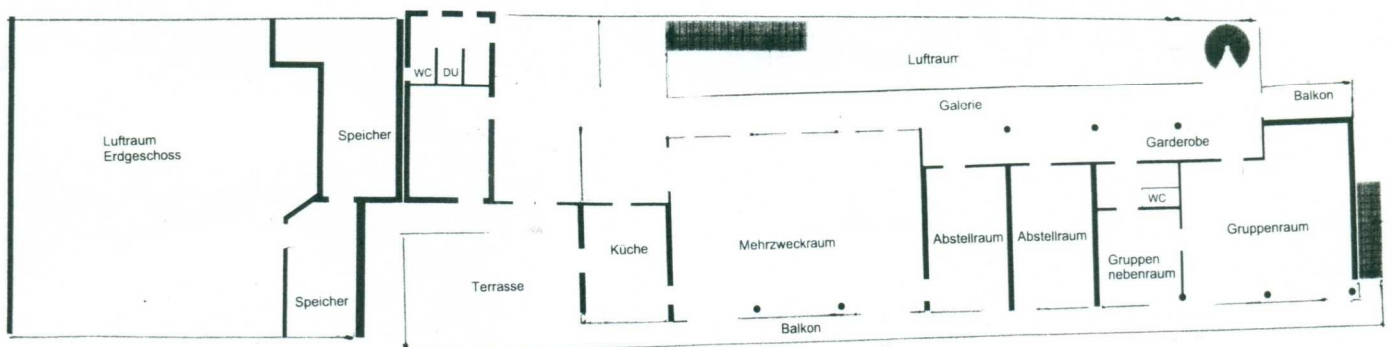 WC
DU
Luftraum
Galerie
Balkon
Luftraum
Erdgeschoss
Speicher
Garderobe
WC
Küche
Mehrzweckraum
Abstellraum
Abstellraum
Gruppen
nebenraum
Gruppenraum
Terrasse
Speicher
Balkon